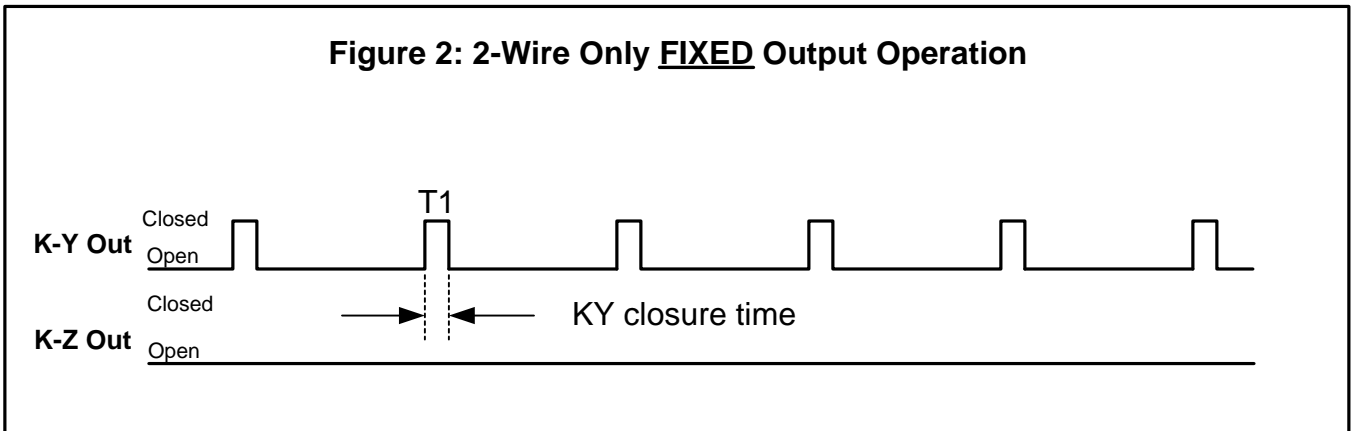 Figure 2: 2-Wire Only FIXED Output Operation
T1
Closed
K-Y Out
Open
KY closure time
Closed
K-Z Out
Open